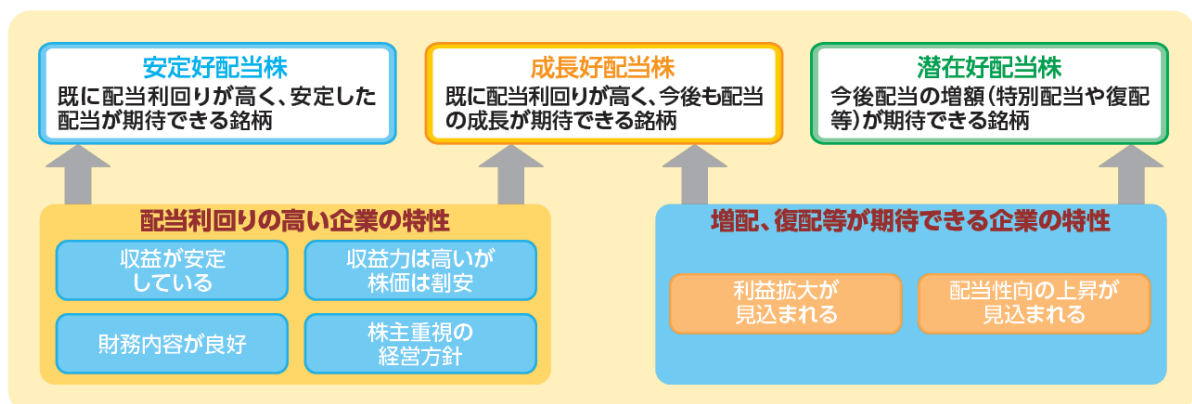 安定好配当株
既に配当利回りが高く、安定した
配当が期待できる銘柄
成長好配当株
既に配当利回りが高く、今後も配当
の成長が期待できる銘柄
潜在好配当株
今後配当の増額(特別配当や復配
等)が期待できる銘柄
配当利回りの高い企業の特性
収益が安定
している
収益力は高いが
株価は割安
財務内容が良好
株主重視の
経営方針
増配、復配等が期待できる企業の特性
利益拡大が
見込まれる
配当性向の上昇が
見込まれる